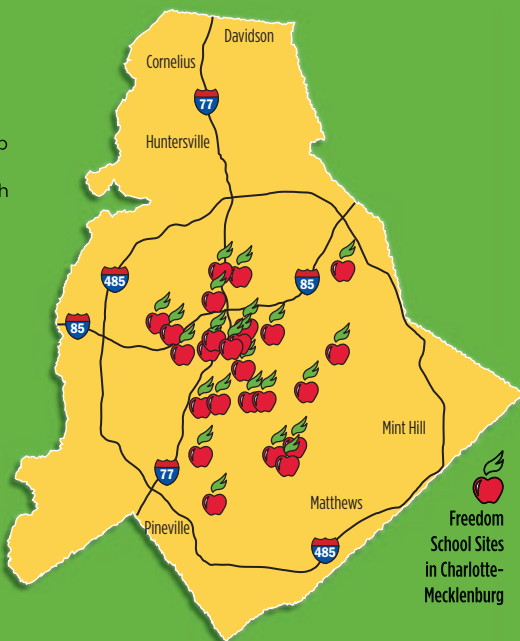 Davidson
Cornelius
77
Huntersville
485
85
85
Mint Hill
77
Matthews
Pineville
485
Freedom
School Sites
in Charlotte-
Mecklenburg